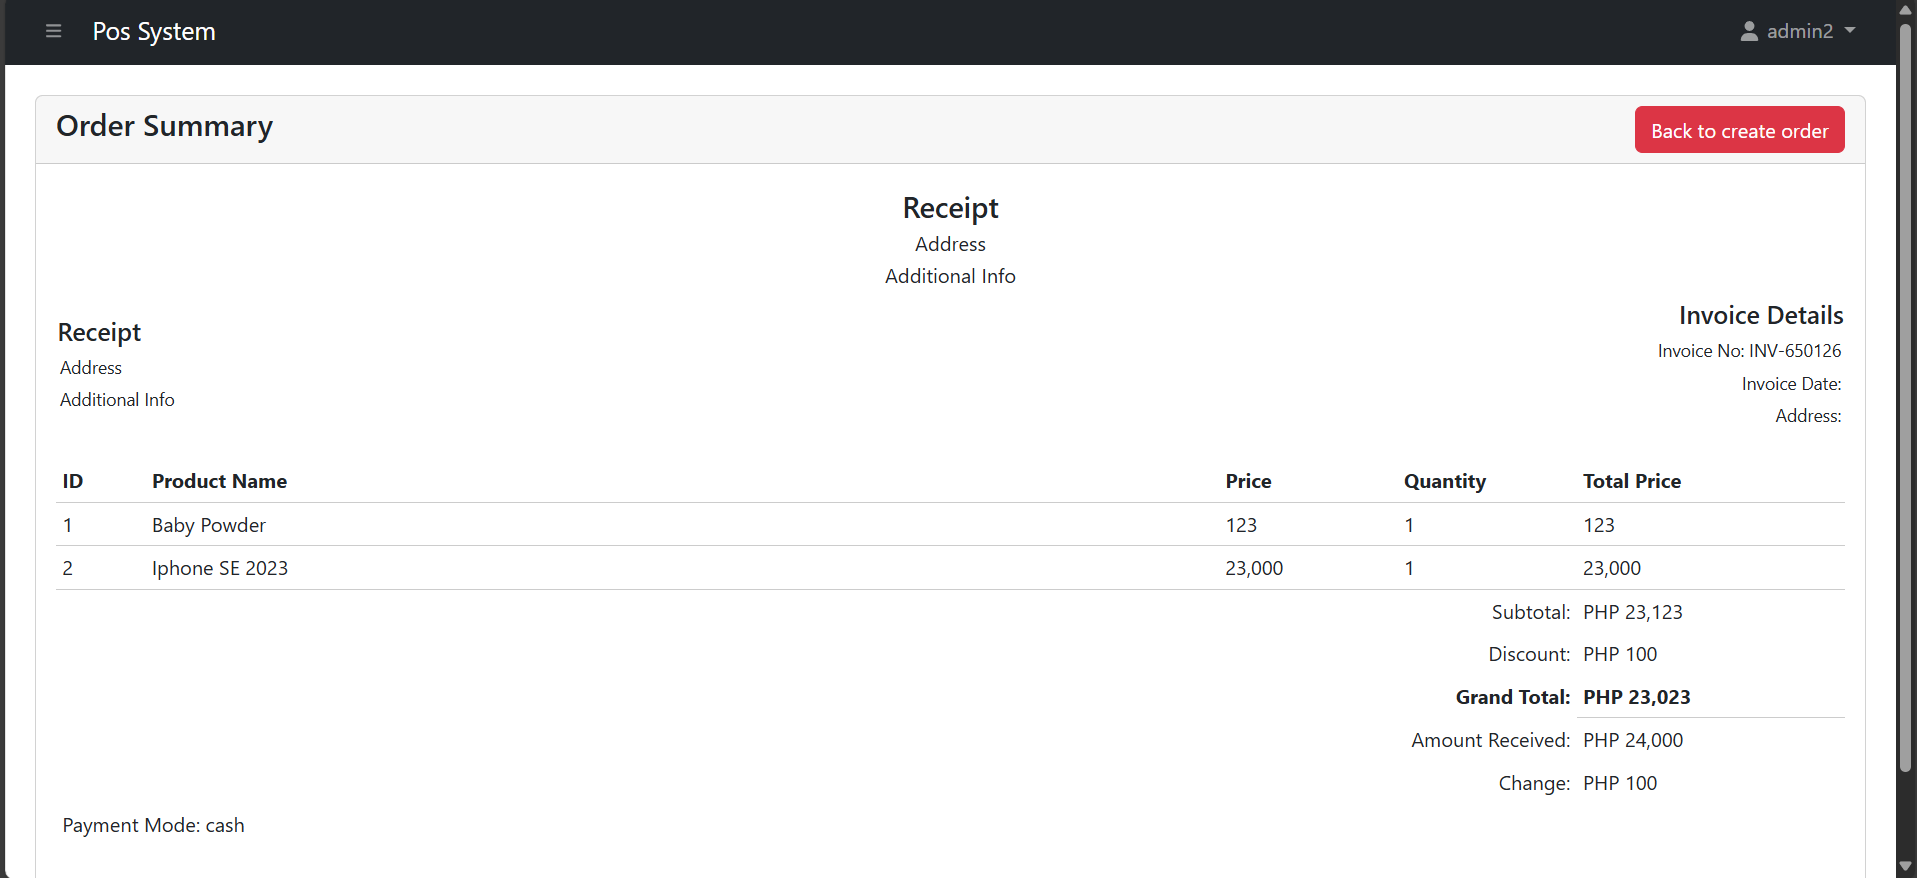 Pos System
admin2
Order Summary
Back to create order
Receipt
Address
Additional Info
Receipt
Address
Additional Info
Invoice Details
Invoice No: INV-650126
Invoice Date:
Address:
ID Product Name Price Quantity Total Price
1 Baby Powder 123 1 123
2 Iphone SE 2023 23,000 1 23,000
Subtotal: PHP 23,123
Discount: PHP 100
Grand Total: PHP 23,023
Amount Received: PHP 24,000
Change: PHP 100
Payment Mode: cash